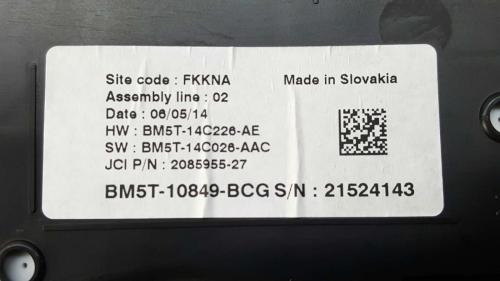 Site code : FKKNA Made in Slovakia
Assembly line : 02
Date : 06/05/14
HW : BM5T-14C226-AE
SW : BM5T-14C026-AAC
JCI P/N : 2085955-27
BM5T-10849-BCG S/N : 21524143